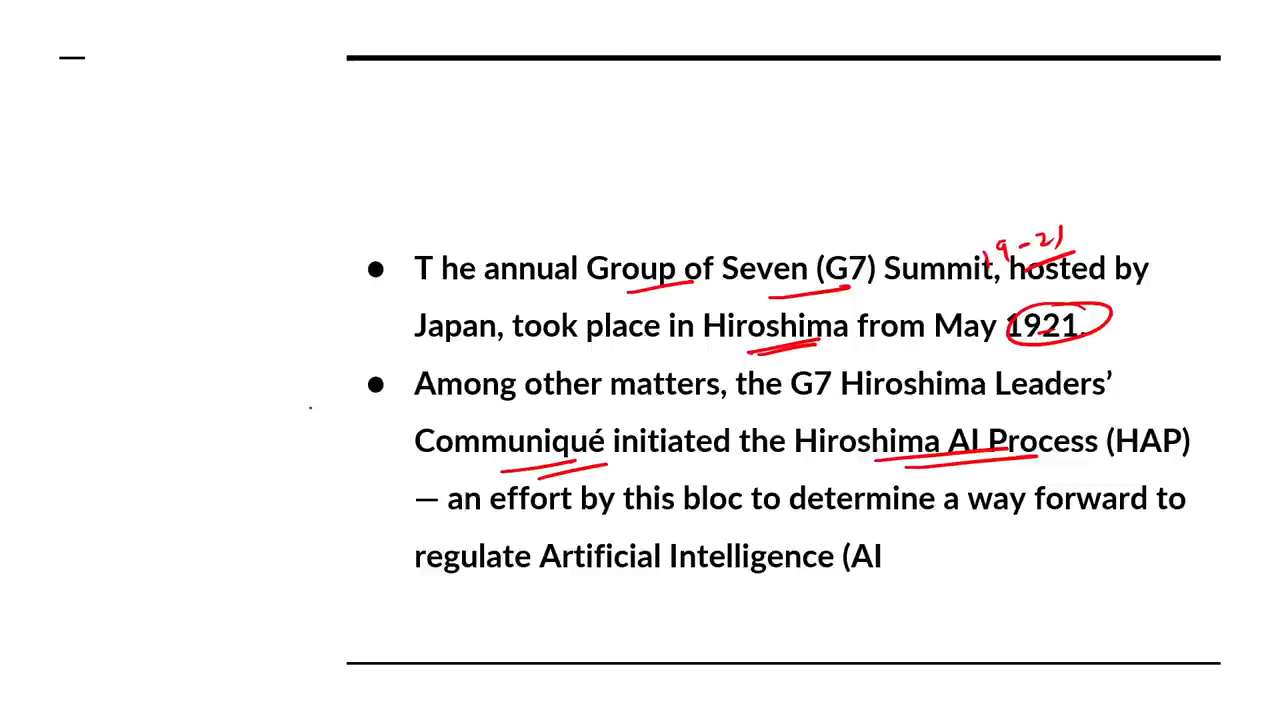 19-21
● T he annual Group of Seven (G7) Summit, hosted by
Japan, took place in Hiroshima from May 1921.
● Among other matters, the G7 Hiroshima Leaders’
Communiqué initiated the Hiroshima AI Process (HAP)
— an effort by this bloc to determine a way forward to
regulate Artificial Intelligence (AI